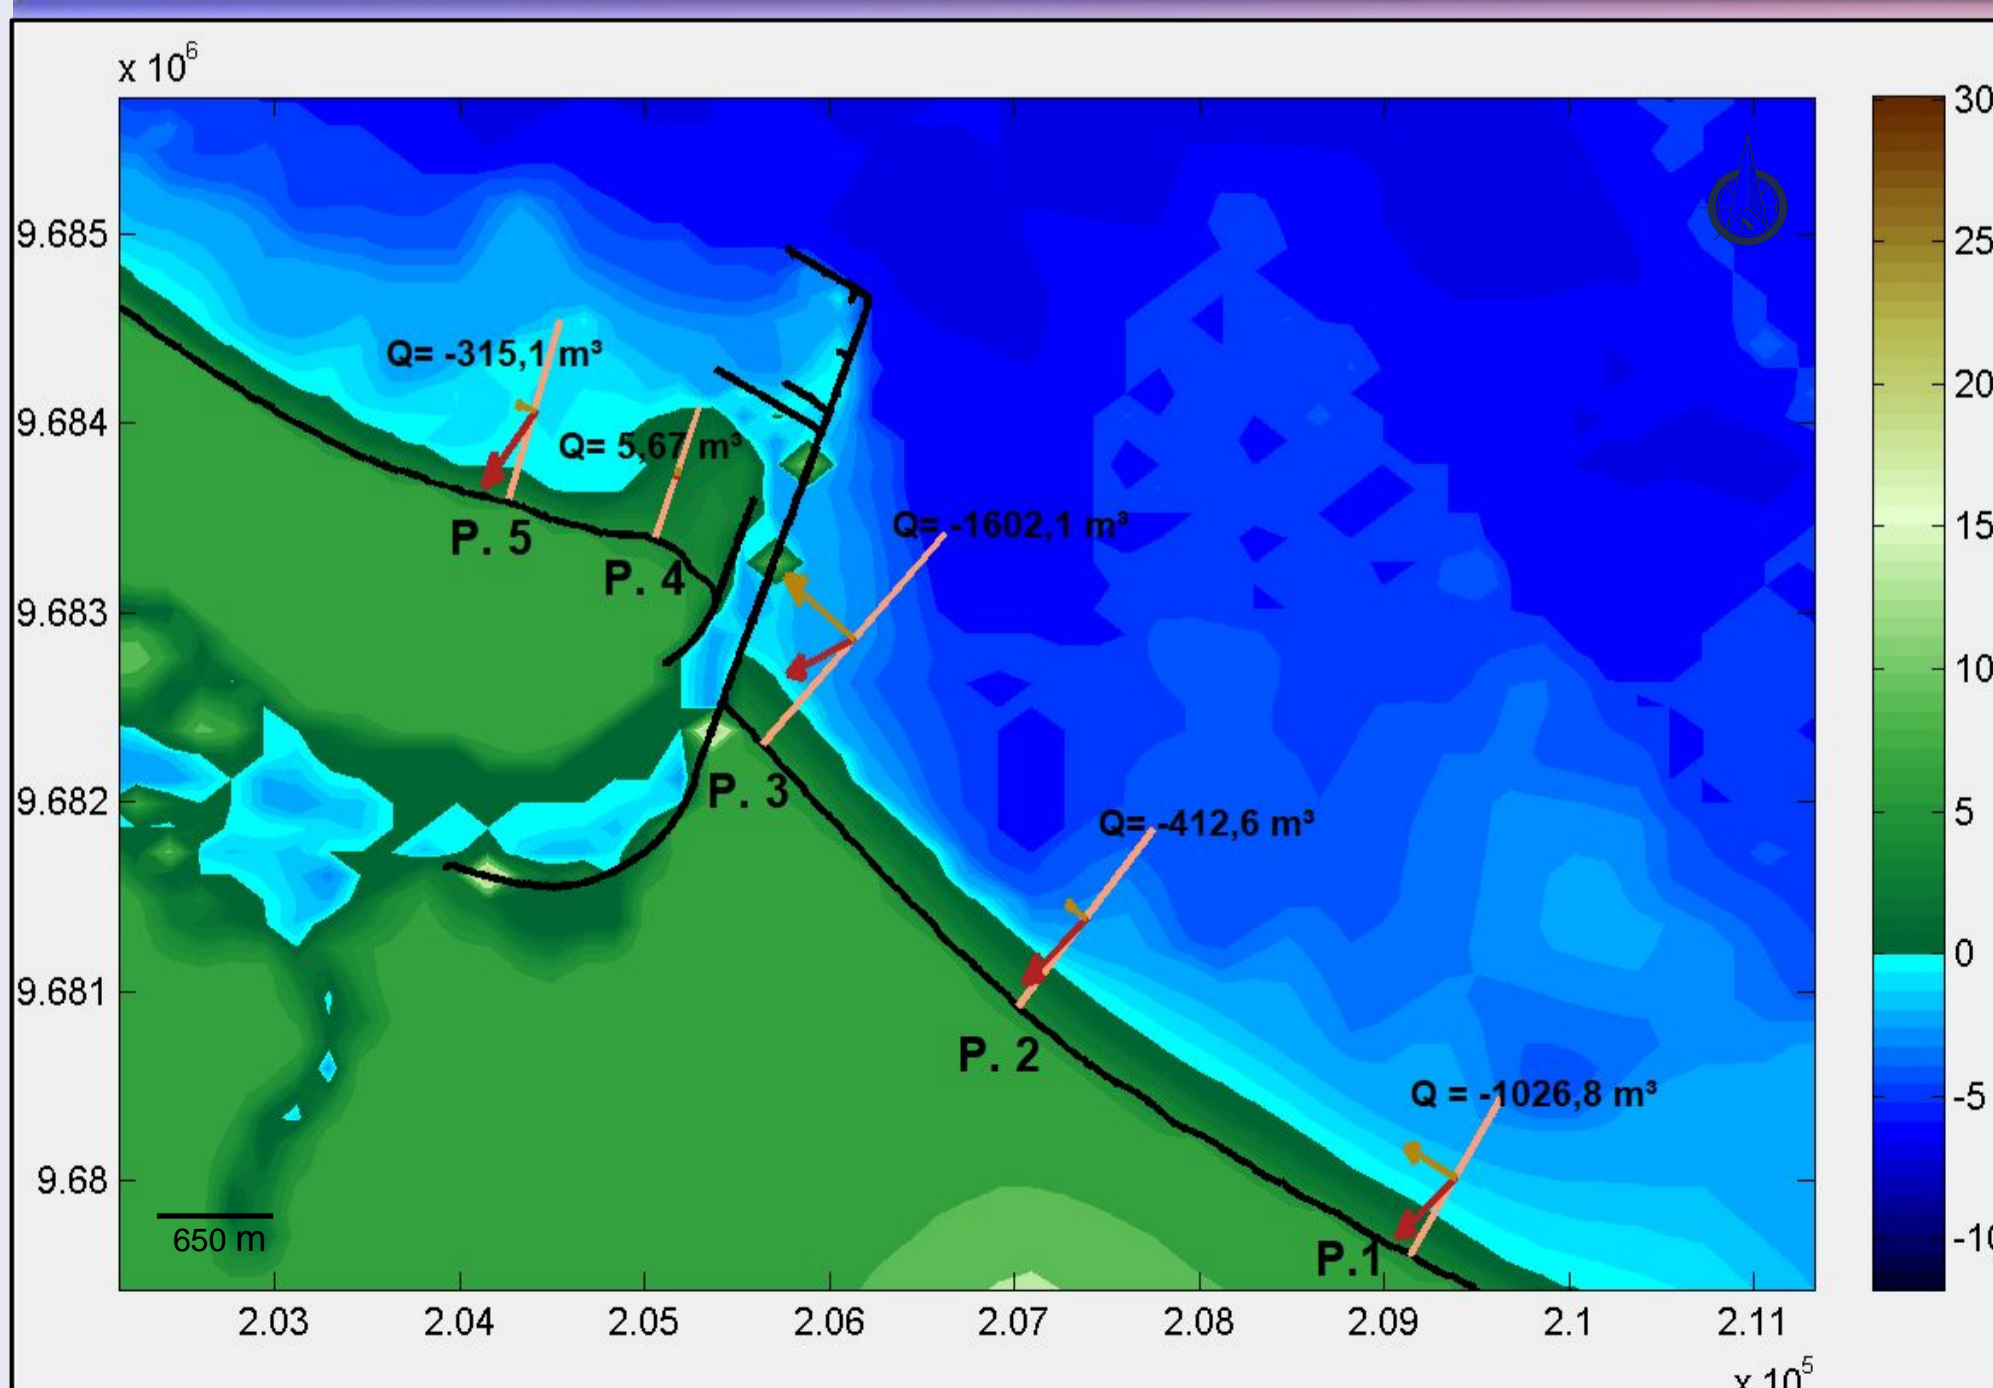 x 10⁶
30
9.685
25
Q= -315,1 m³
20
9.684
Q= 5,67 m³
Q= -1602,1 m³
15
P. 5
P. 4
9.683
10
9.682
P. 3
5
Q= -412,6 m³
0
9.681
P. 2
Q = -1026,8 m³
-5
9.68
650 m
P.1
-10
2.03 2.04 2.05 2.06 2.07 2.08 2.09 2.1 2.11
x 10⁵